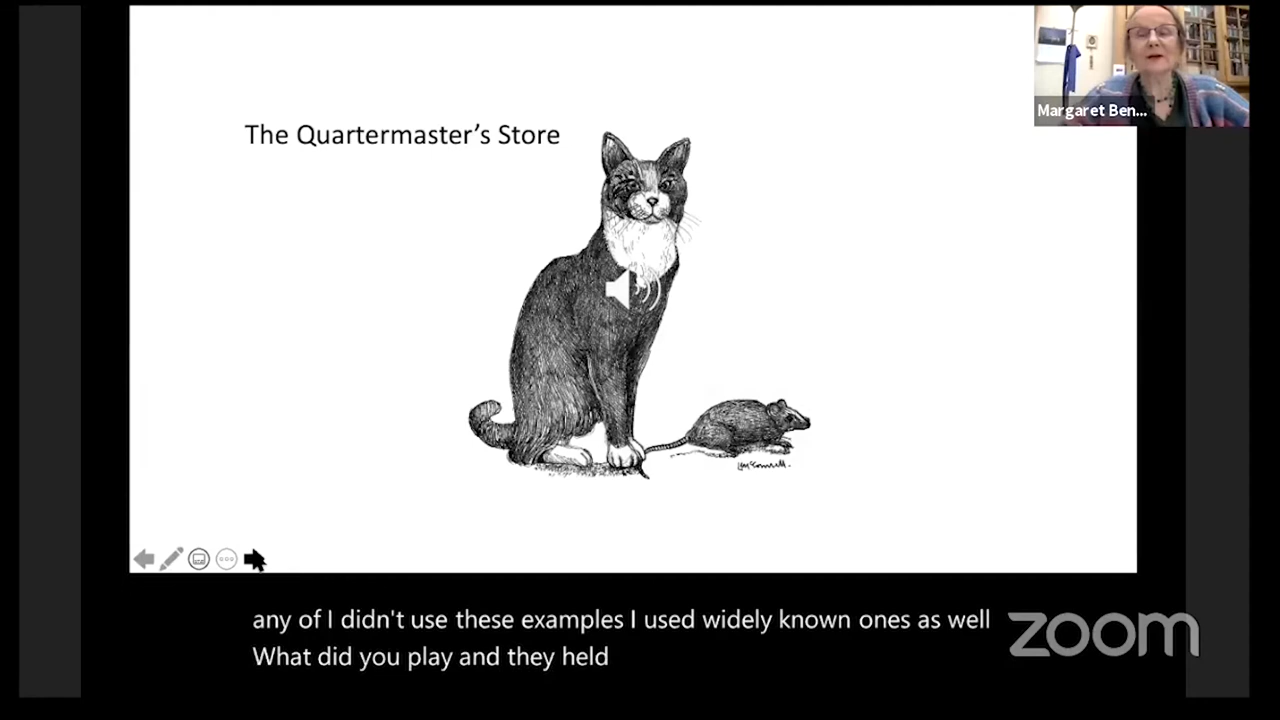 Margaret Ben...
The Quartermaster's Store
any of I didn't use these examples I used widely known ones as well
What did you play and they held
zoom